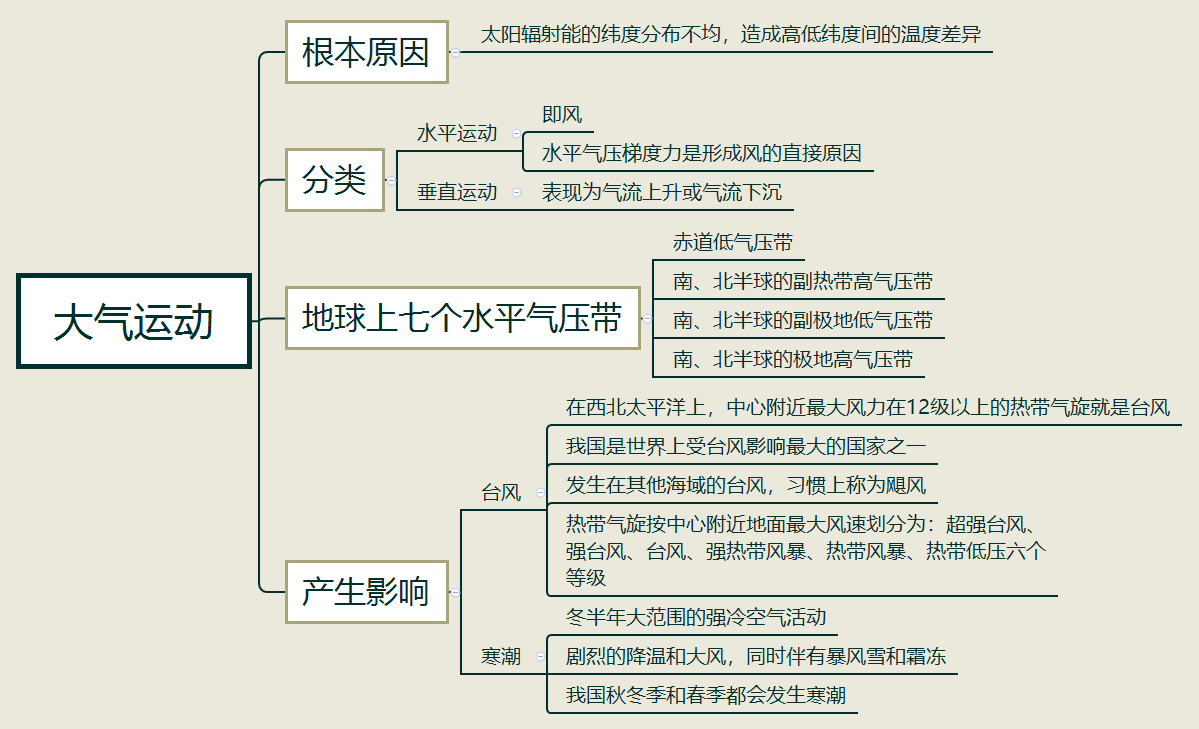 大气运动
根本原因
太阳辐射能的纬度分布不均，造成高低纬度间的温度差异
分类
水平运动
即风
水平气压梯度力是形成风的直接原因
垂直运动
表现为气流上升或气流下沉
地球上七个水平气压带
赤道低气压带
南、北半球的副热带高气压带
南、北半球的副极地低气压带
南、北半球的极地高气压带
产生影响
台风
在西北太平洋上，中心附近最大风力在12级以上的热带气旋就是台风
我国是世界上受台风影响最大的国家之一
发生在其他海域的台风，习惯上称为飓风
热带气旋按中心附近地面最大风速划分为：超强台风、
强台风、台风、强热带风暴、热带风暴、热带低压六个
等级
寒潮
冬半年大范围的强冷空气活动
剧烈的降温和大风，同时伴有暴风雪和霜冻
我国秋冬季和春季都会发生寒潮